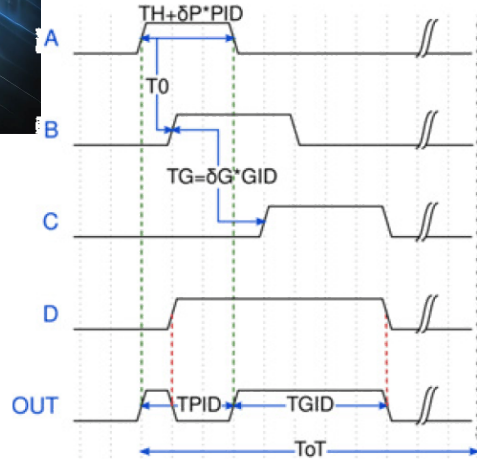 TH+δP*PID
A
T0
B
TG=δG*GID
C
D
OUT
TPID
TGID
ToT